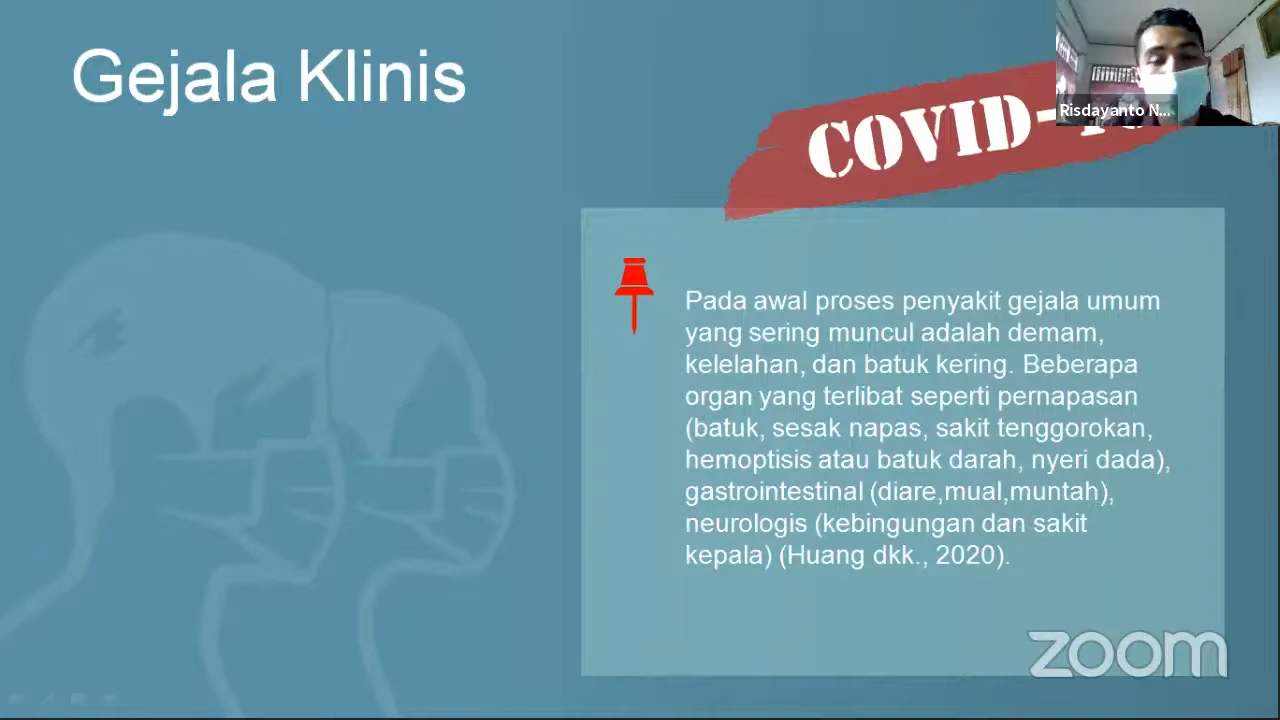 Gejala Klinis
COVID-
Risdayanto N...
Pada awal proses penyakit gejala umum
yang sering muncul adalah demam,
kelelahan, dan batuk kering. Beberapa
organ yang terlibat seperti pernapasan
(batuk, sesak napas, sakit tenggorokan,
hemoptisis atau batuk darah, nyeri dada),
gastrointestinal (diare,mual,muntah),
neurologis (kebingungan dan sakit
kepala) (Huang dkk., 2020).
zoom